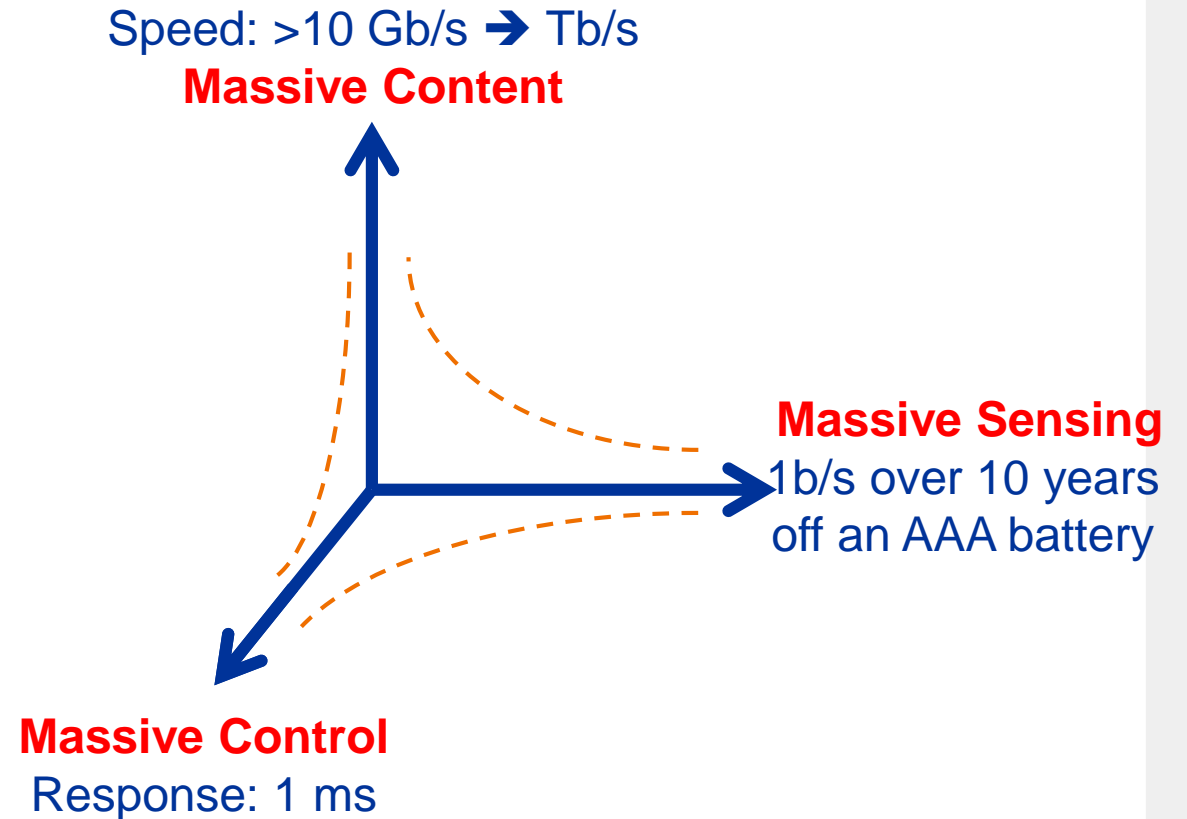 Speed: >10 Gb/s ➔ Tb/s
Massive Content
Massive Sensing
1b/s over 10 years
off an AAA battery
Massive Control
Response: 1 ms